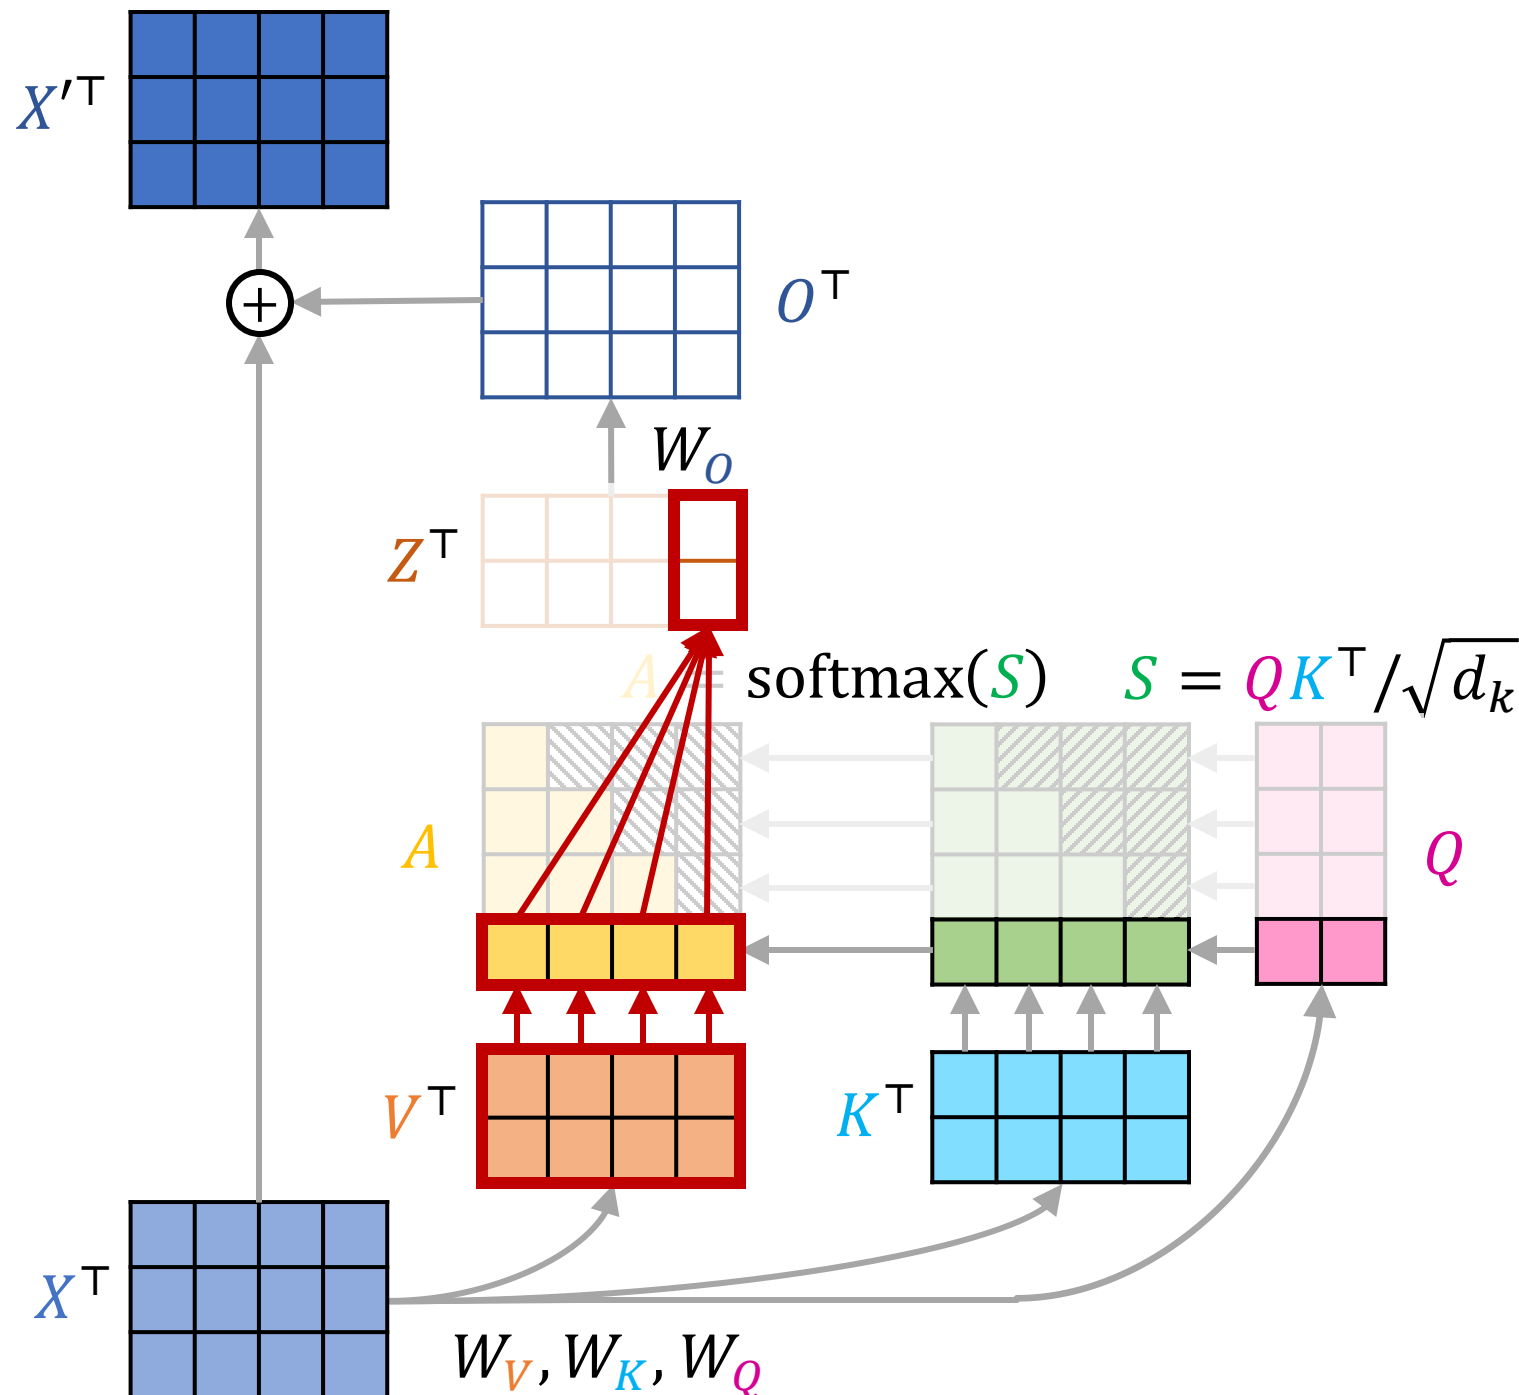 X′⊤
O⊤
+
W_O
Z⊤
A = softmax(S)
S = QK⊤/√d_k
A
Q
V⊤
K⊤
X⊤
W_V, W_K, W_Q